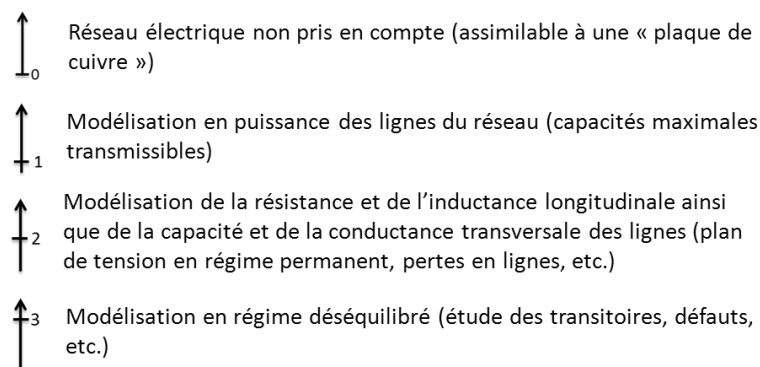 Réseau électrique non pris en compte (assimilable à une « plaque de
0 cuivre »)
Modélisation en puissance des lignes du réseau (capacités maximales
1 transmissibles)
Modélisation de la résistance et de l’inductance longitudinale ainsi
2 que de la capacité et de la conductance transversale des lignes (plan
de tension en régime permanent, pertes en lignes, etc.)
3 Modélisation en régime déséquilibré (étude des transitoires, défauts,
etc.)